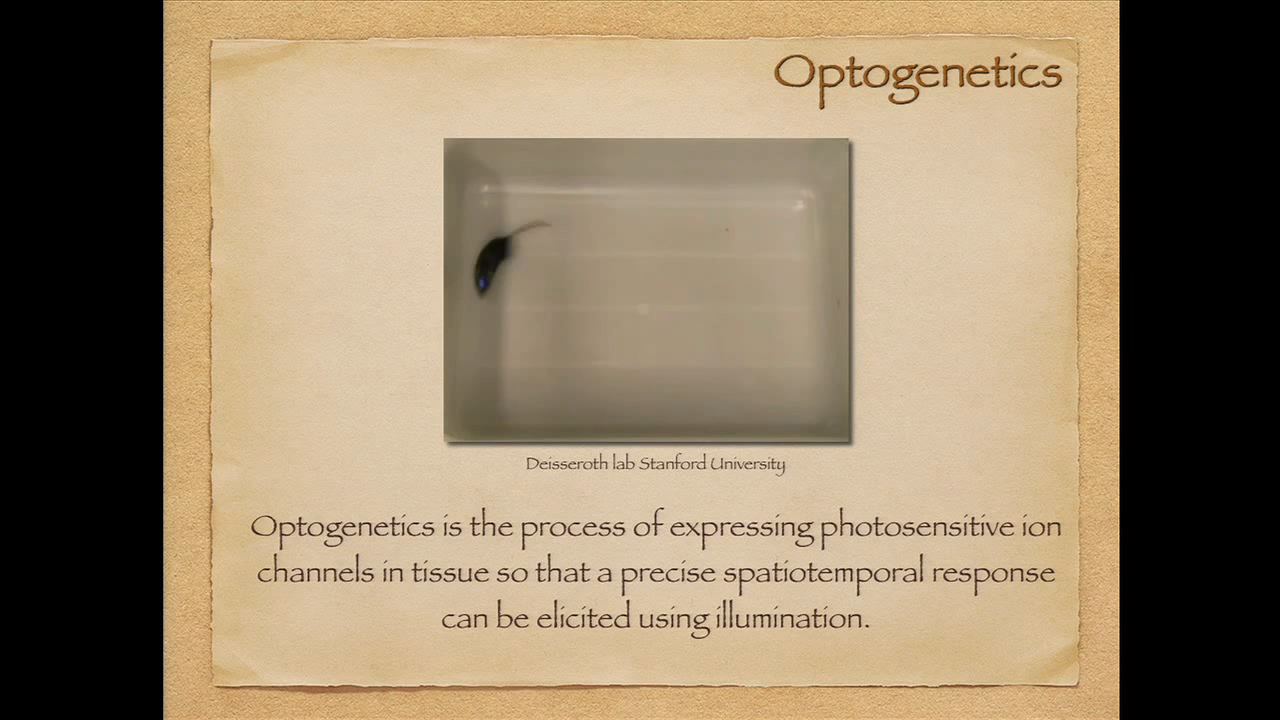 Optogenetics
Deisseroth lab Stanford University
Optogenetics is the process of expressing photosensitive ion
channels in tissue so that a precise spatiotemporal response
can be elicited using illumination.